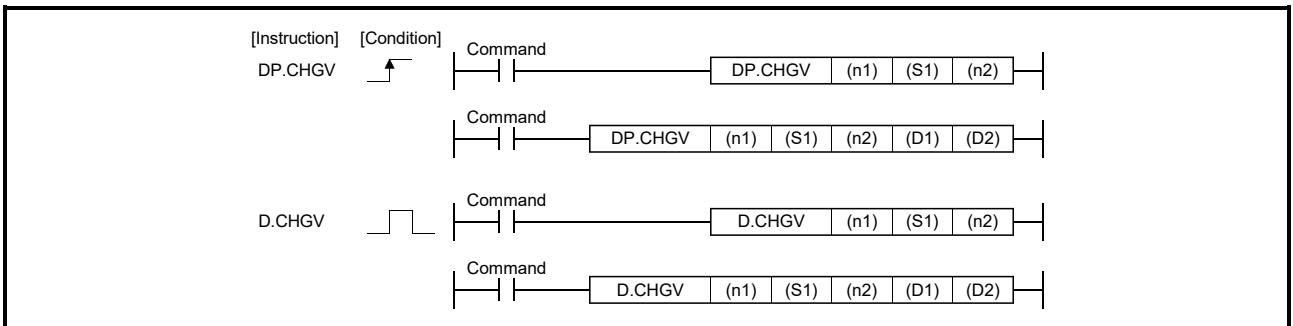 [Instruction] [Condition]
Command
DP.CHGV DP.CHGV (n1) (S1) (n2)
Command
DP.CHGV (n1) (S1) (n2) (D1) (D2)
Command
D.CHGV D.CHGV (n1) (S1) (n2)
Command
D.CHGV (n1) (S1) (n2) (D1) (D2)